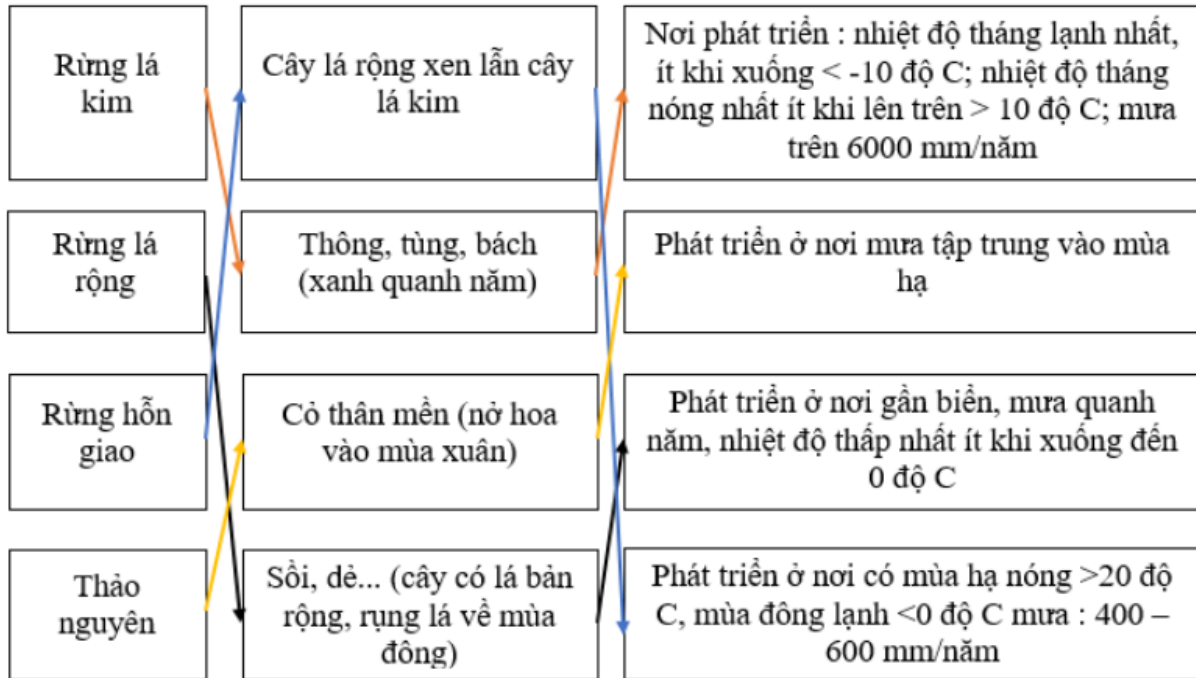 Rừng lá
kim
Cây lá rộng xen lẫn cây
lá kim
Nơi phát triển : nhiệt độ tháng lạnh nhất,
ít khi xuống < -10 độ C; nhiệt độ tháng
nóng nhất ít khi lên trên > 10 độ C; mưa
trên 6000 mm/năm
Rừng lá
rộng
Thông, tùng, bách
(xanh quanh năm)
Phát triển ở nơi mưa tập trung vào mùa
hạ
Rừng hỗn
giao
Cỏ thân mền (nở hoa
vào mùa xuân)
Phát triển ở nơi gần biển, mưa quanh
năm, nhiệt độ thấp nhất ít khi xuống đến
0 độ C
Thảo
nguyên
Sồi, dẻ... (cây có lá bản
rộng, rụng lá về mùa
đông)
Phát triển ở nơi có mùa hạ nóng >20 độ
C, mùa đông lạnh <0 độ C mưa : 400 –
600 mm/năm